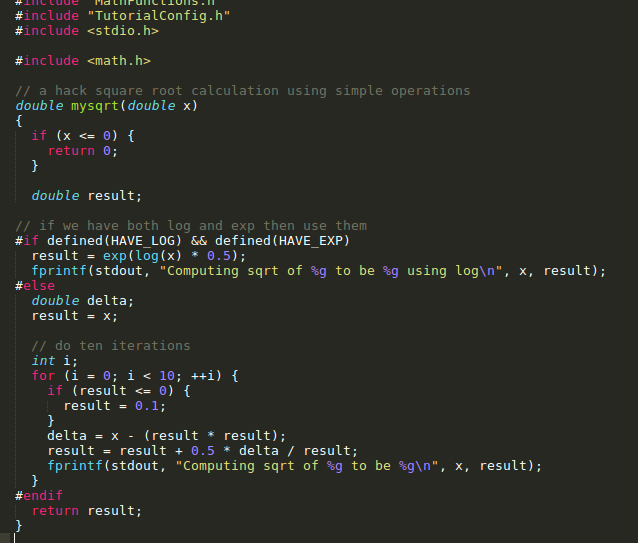 #include "MathFunctions.h"
#include "TutorialConfig.h"
#include <stdio.h>
#include <math.h>
// a hack square root calculation using simple operations
double mysqrt(double x)
{
if (x <= 0) {
return 0;
}
double result;
// if we have both log and exp then use them
#if defined(HAVE_LOG) && defined(HAVE_EXP)
result = exp(log(x) * 0.5);
fprintf(stdout, "Computing sqrt of %g to be %g using log\n", x, result);
#else
double delta;
result = x;
// do ten iterations
int i;
for (i = 0; i < 10; ++i) {
if (result <= 0) {
result = 0.1;
}
delta = x - (result * result);
result = result + 0.5 * delta / result;
fprintf(stdout, "Computing sqrt of %g to be %g\n", x, result);
}
#endif
return result;
}